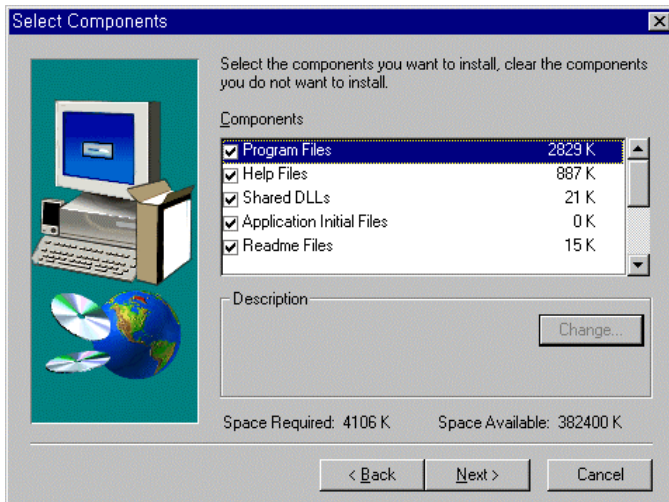 Select Components
Select the components you want to install, clear the components
you do not want to install.
Components
Program Files 2829 K
Help Files 887 K
Shared DLLs 21 K
Application Initial Files 0 K
Readme Files 15 K
Description
Change...
Space Required: 4106 K Space Available: 382400 K
< Back Next > Cancel